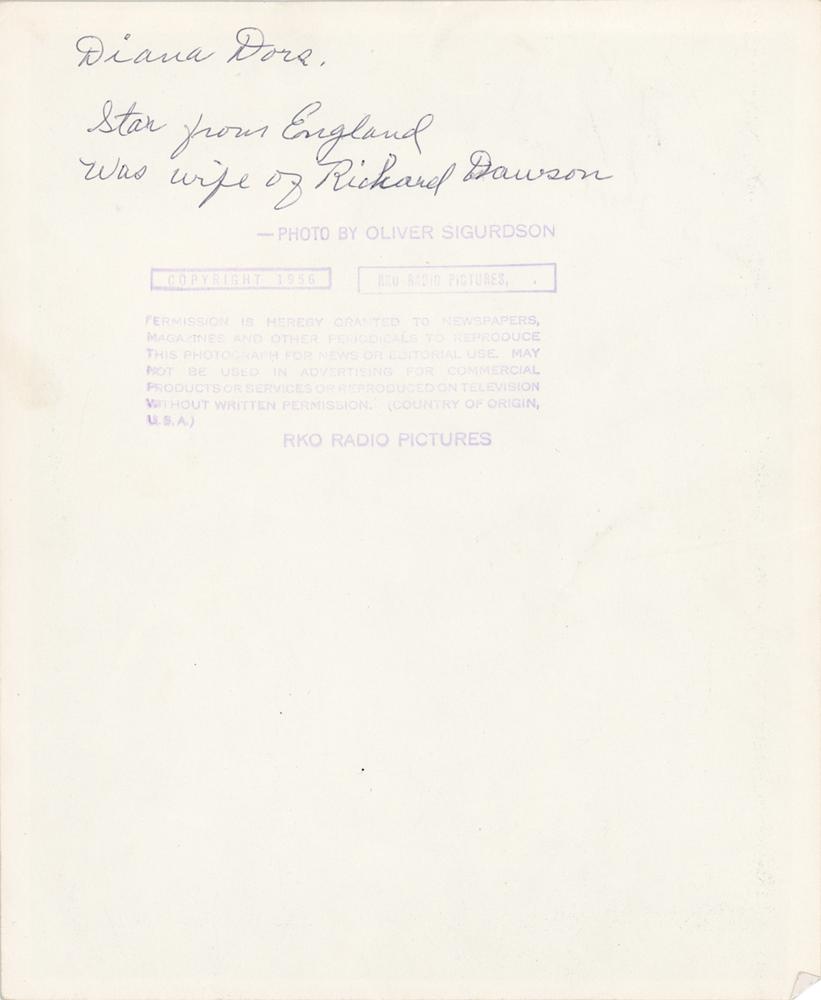 Diana Dors.
Star from England
Was wife of Richard Dawson
—PHOTO BY OLIVER SIGURDSON
COPYRIGHT 1956
RKO RADIO PICTURES, .
PERMISSION IS HEREBY GRANTED TO NEWSPAPERS,
MAGAZINES AND OTHER PERIODICALS TO REPRODUCE
THIS PHOTOGRAPH FOR NEWS OR EDITORIAL USE. MAY
NOT BE USED IN ADVERTISING FOR COMMERCIAL
PRODUCTS OR SERVICES OR REPRODUCED ON TELEVISION
WITHOUT WRITTEN PERMISSION. (COUNTRY OF ORIGIN,
U.S.A.)
RKO RADIO PICTURES